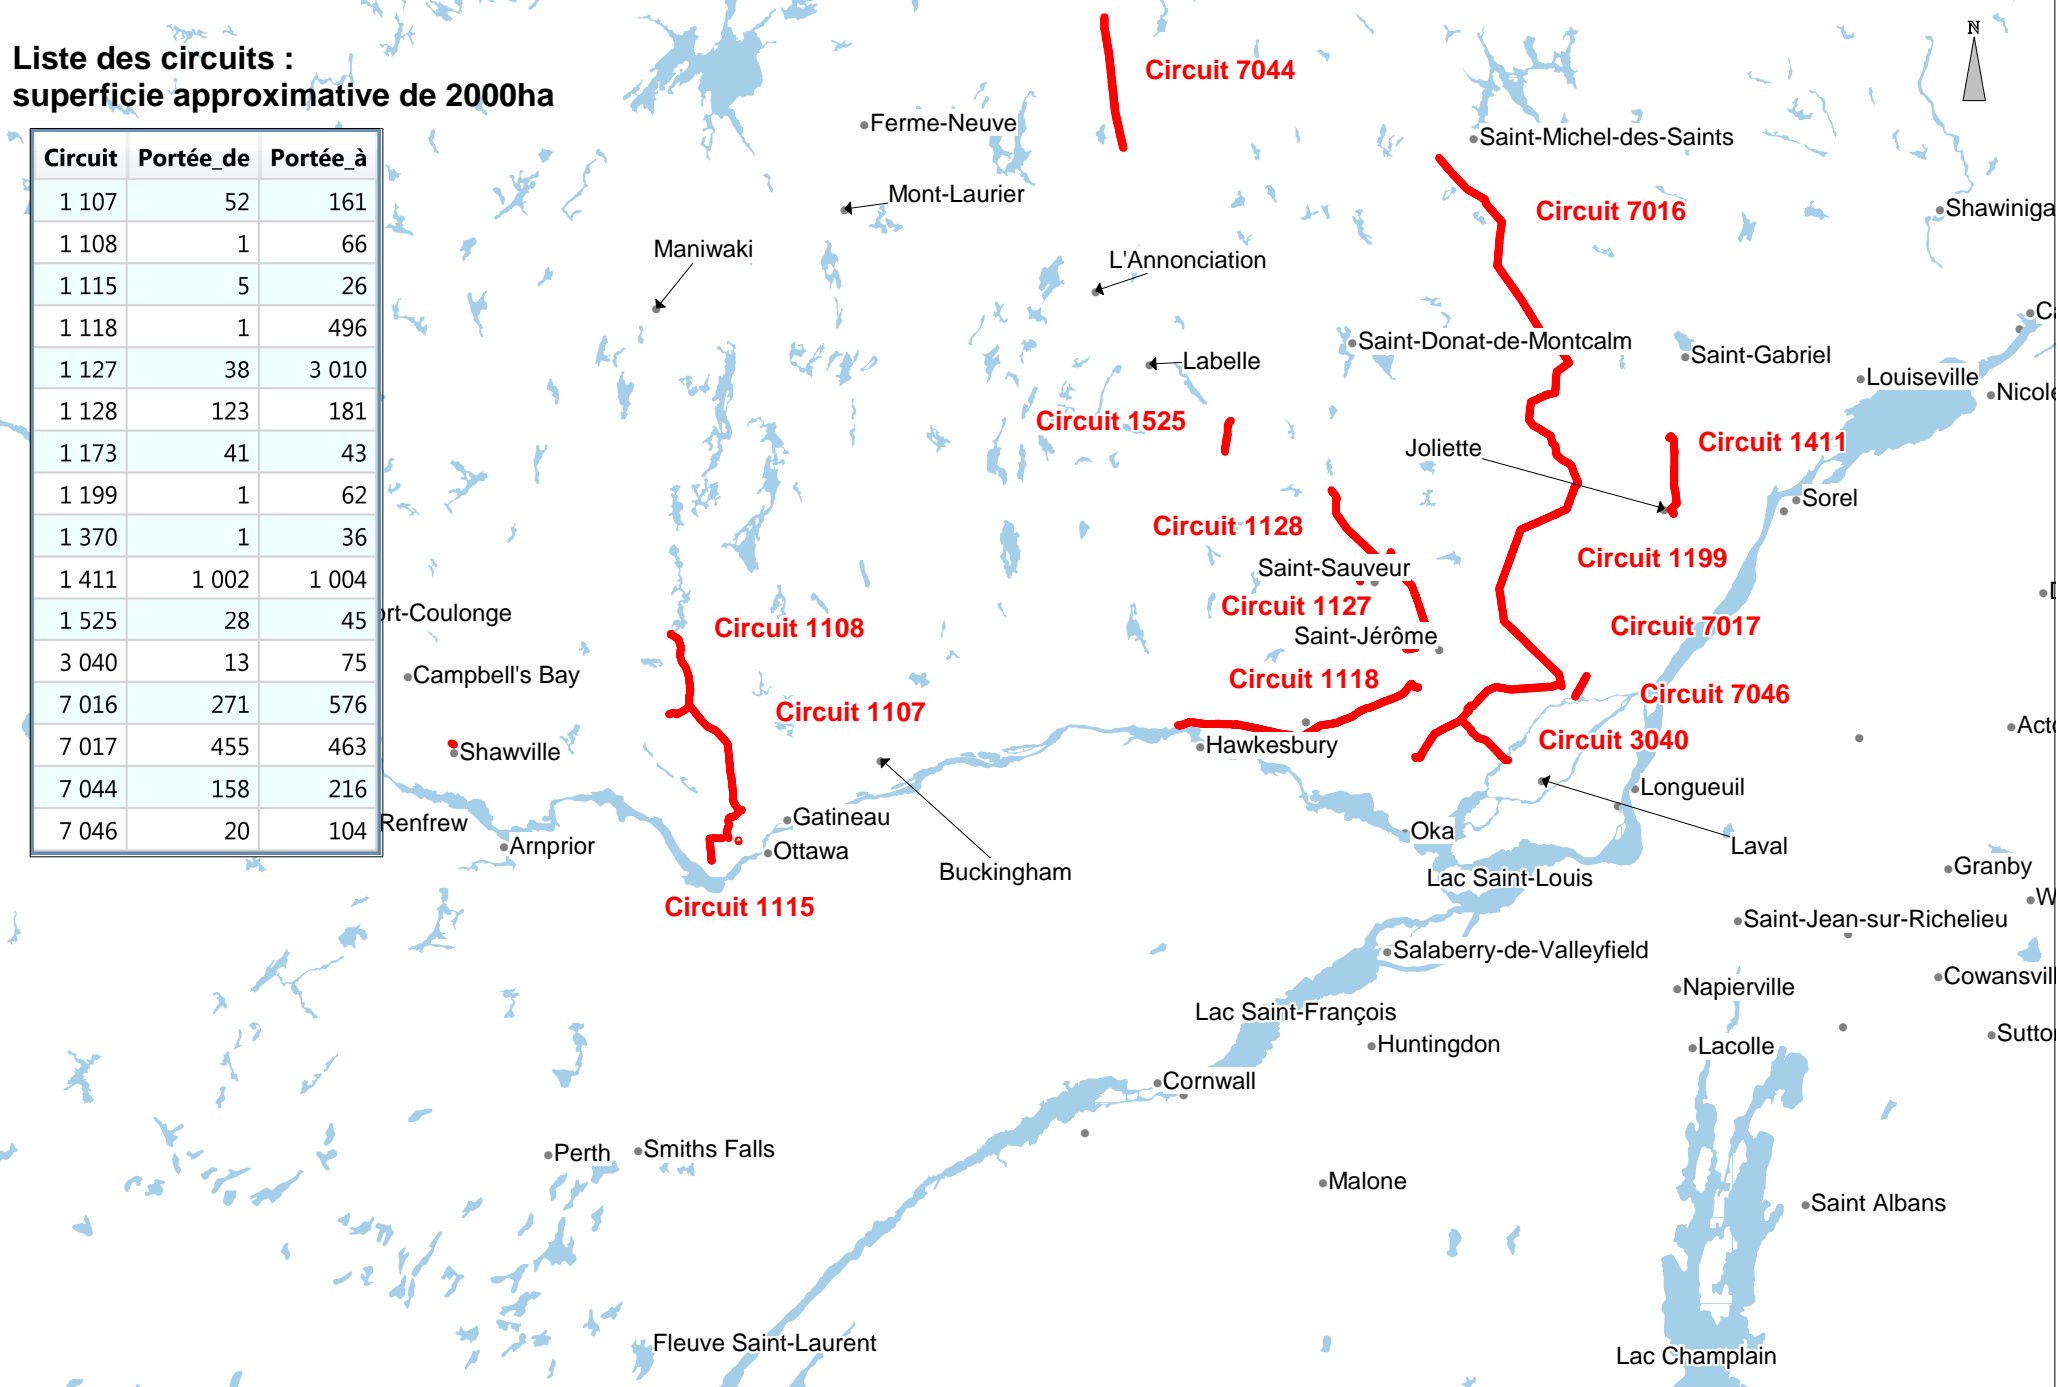 Liste des circuits :
superficie approximative de 2000ha
Circuit Portée_de Portée_à
1 107 52 161
1 108 1 66
1 115 5 26
1 118 1 496
1 127 38 3 010
1 128 123 181
1 173 41 43
1 199 1 62
1 370 1 36
1 411 1 002 1 004
1 525 28 45
3 040 13 75
7 016 271 576
7 017 455 463
7 044 158 216
7 046 20 104
N
Circuit 7044
Ferme-Neuve
Saint-Michel-des-Saints
Mont-Laurier
Circuit 7016
Shawiniga
Maniwaki
L'Annonciation
Ca
Saint-Donat-de-Montcalm
Saint-Gabriel
Labelle
Louiseville
Nicole
Circuit 1525
Joliette
Circuit 1411
Sorel
Circuit 1128
Circuit 1199
Saint-Sauveur
Circuit 1127
ort-Coulonge
Circuit 1108
Saint-Jérôme
Circuit 7017
Campbell's Bay
Circuit 1118
Circuit 7046
Circuit 1107
Acto
Shawville
Hawkesbury
Circuit 3040
Longueuil
Renfrew
Gatineau
Arnprior
Ottawa
Oka
Laval
Buckingham
Granby
Lac Saint-Louis
W
Circuit 1115
Saint-Jean-sur-Richelieu
Salaberry-de-Valleyfield
Cowansvill
Napierville
Lac Saint-François
Sutton
Huntingdon
Lacolle
Cornwall
Perth
Smiths Falls
Malone
Saint Albans
Fleuve Saint-Laurent
Lac Champlain